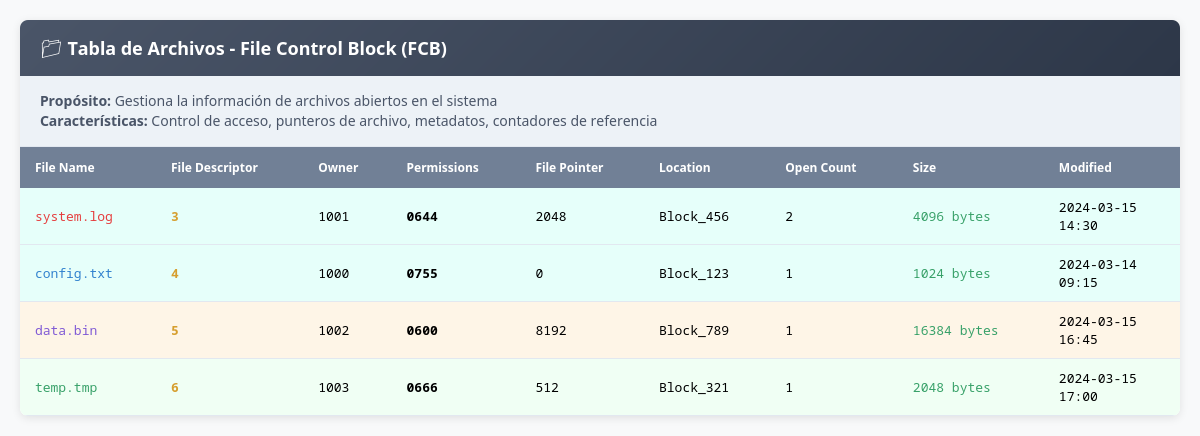 Tabla de Archivos - File Control Block (FCB)
Propósito: Gestiona la información de archivos abiertos en el sistema
Características: Control de acceso, punteros de archivo, metadatos, contadores de referencia
File Name File Descriptor Owner Permissions File Pointer Location Open Count Size Modified
system.log 3 1001 0644 2048 Block_456 2 4096 bytes 2024-03-15 14:30
config.txt 4 1000 0755 0 Block_123 1 1024 bytes 2024-03-14 09:15
data.bin 5 1002 0600 8192 Block_789 1 16384 bytes 2024-03-15 16:45
temp.tmp 6 1003 0666 512 Block_321 1 2048 bytes 2024-03-15 17:00